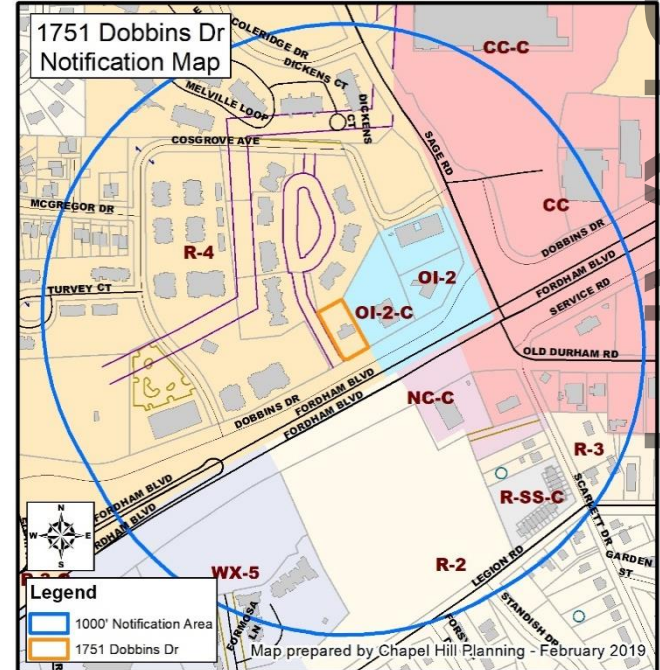 1751 Dobbins Dr
Notification Map
COLERIDGE DR
DICKENS CT
MELVILLE LOOP
DICKENS
CT
CC-C
COSGROVE AVE
SAGE RD
MCGREGOR DR
CC
DOBBINS DR
R-4
FORDHAM BLVD
OI-2
SERVICE RD
TURVEY CT
OI-2-C
OLD DURHAM RD
FORDHAM BLVD
NC-C
DOBBINS DR
FORDHAM BLVD
R-3
R-SS-C
SCARLETT DR
FORDHAM BLVD
N
W
E
S
RDHAM BLVD
GARDEN
ST
R-2
LEGION RD
WX-5
Legend
STANDISH DR
FORMOSA
LN
1000' Notification Area
1751 Dobbins Dr
Map prepared by Chapel Hill Planning - February 2019